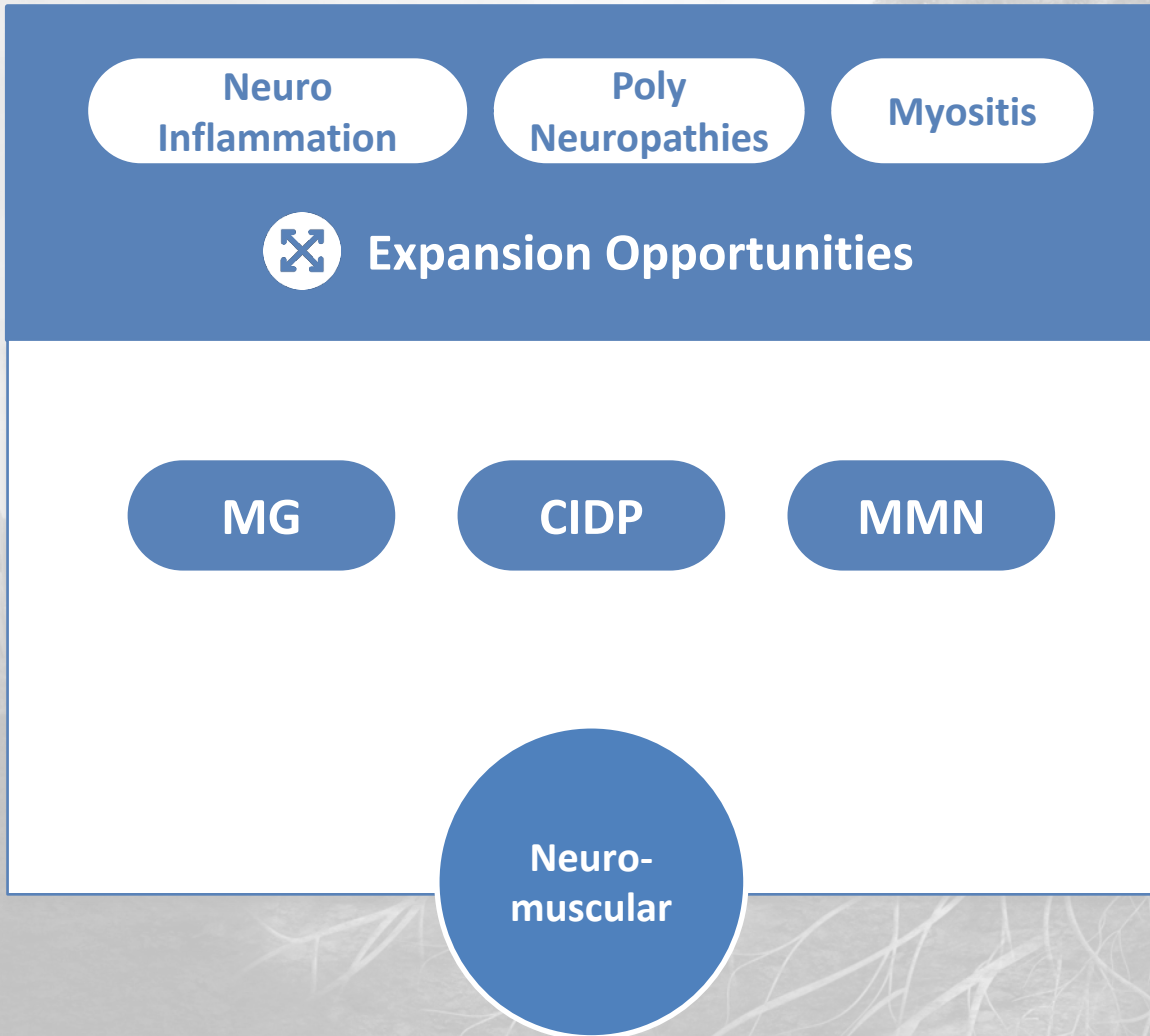 Neuro
Inflammation
Poly
Neuropathies
Myositis
Expansion Opportunities
MG
CIDP
MMN
Neuro-
muscular